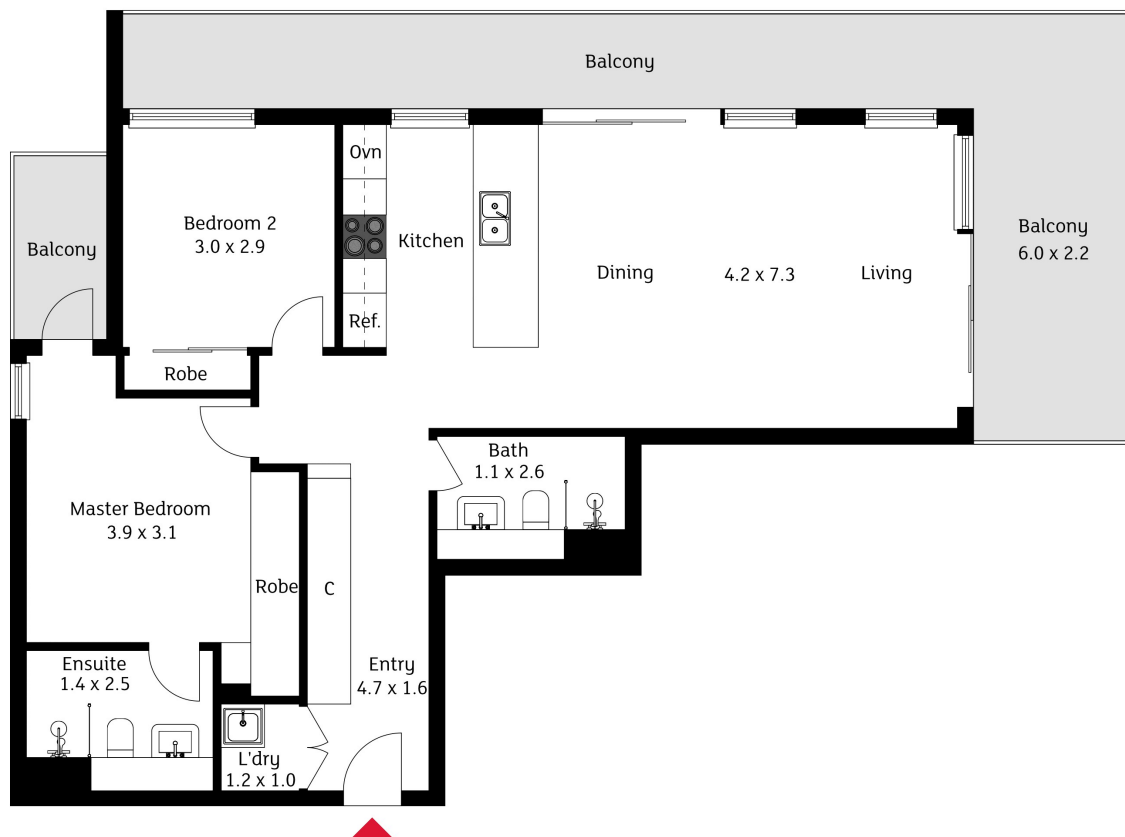 Balcony
Ovn
Bedroom 2
3.0 x 2.9
Balcony
Kitchen
Dining
4.2 x 7.3
Living
Balcony
6.0 x 2.2
Ref.
Robe
Bath
1.1 x 2.6
Master Bedroom
3.9 x 3.1
Robe
C
Ensuite
1.4 x 2.5
Entry
4.7 x 1.6
L'dry
1.2 x 1.0